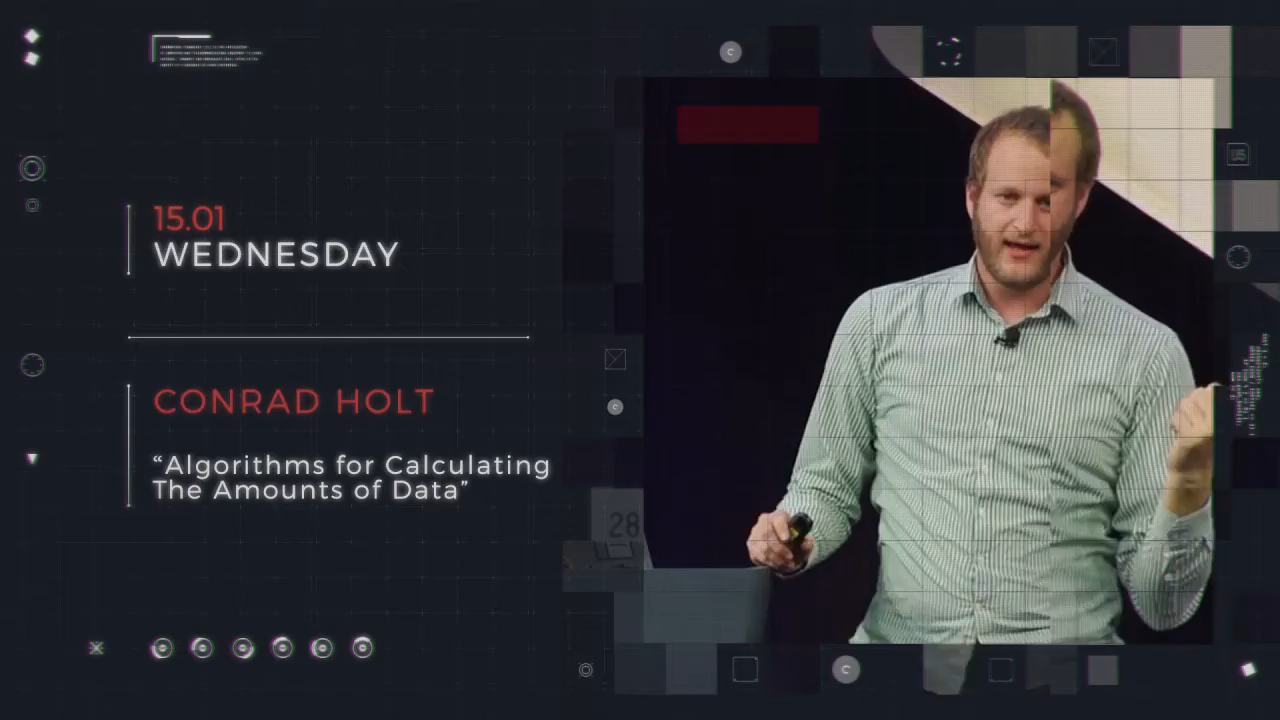 15.01
WEDNESDAY
CONRAD HOLT
“Algorithms for Calculating
The Amounts of Data”
28